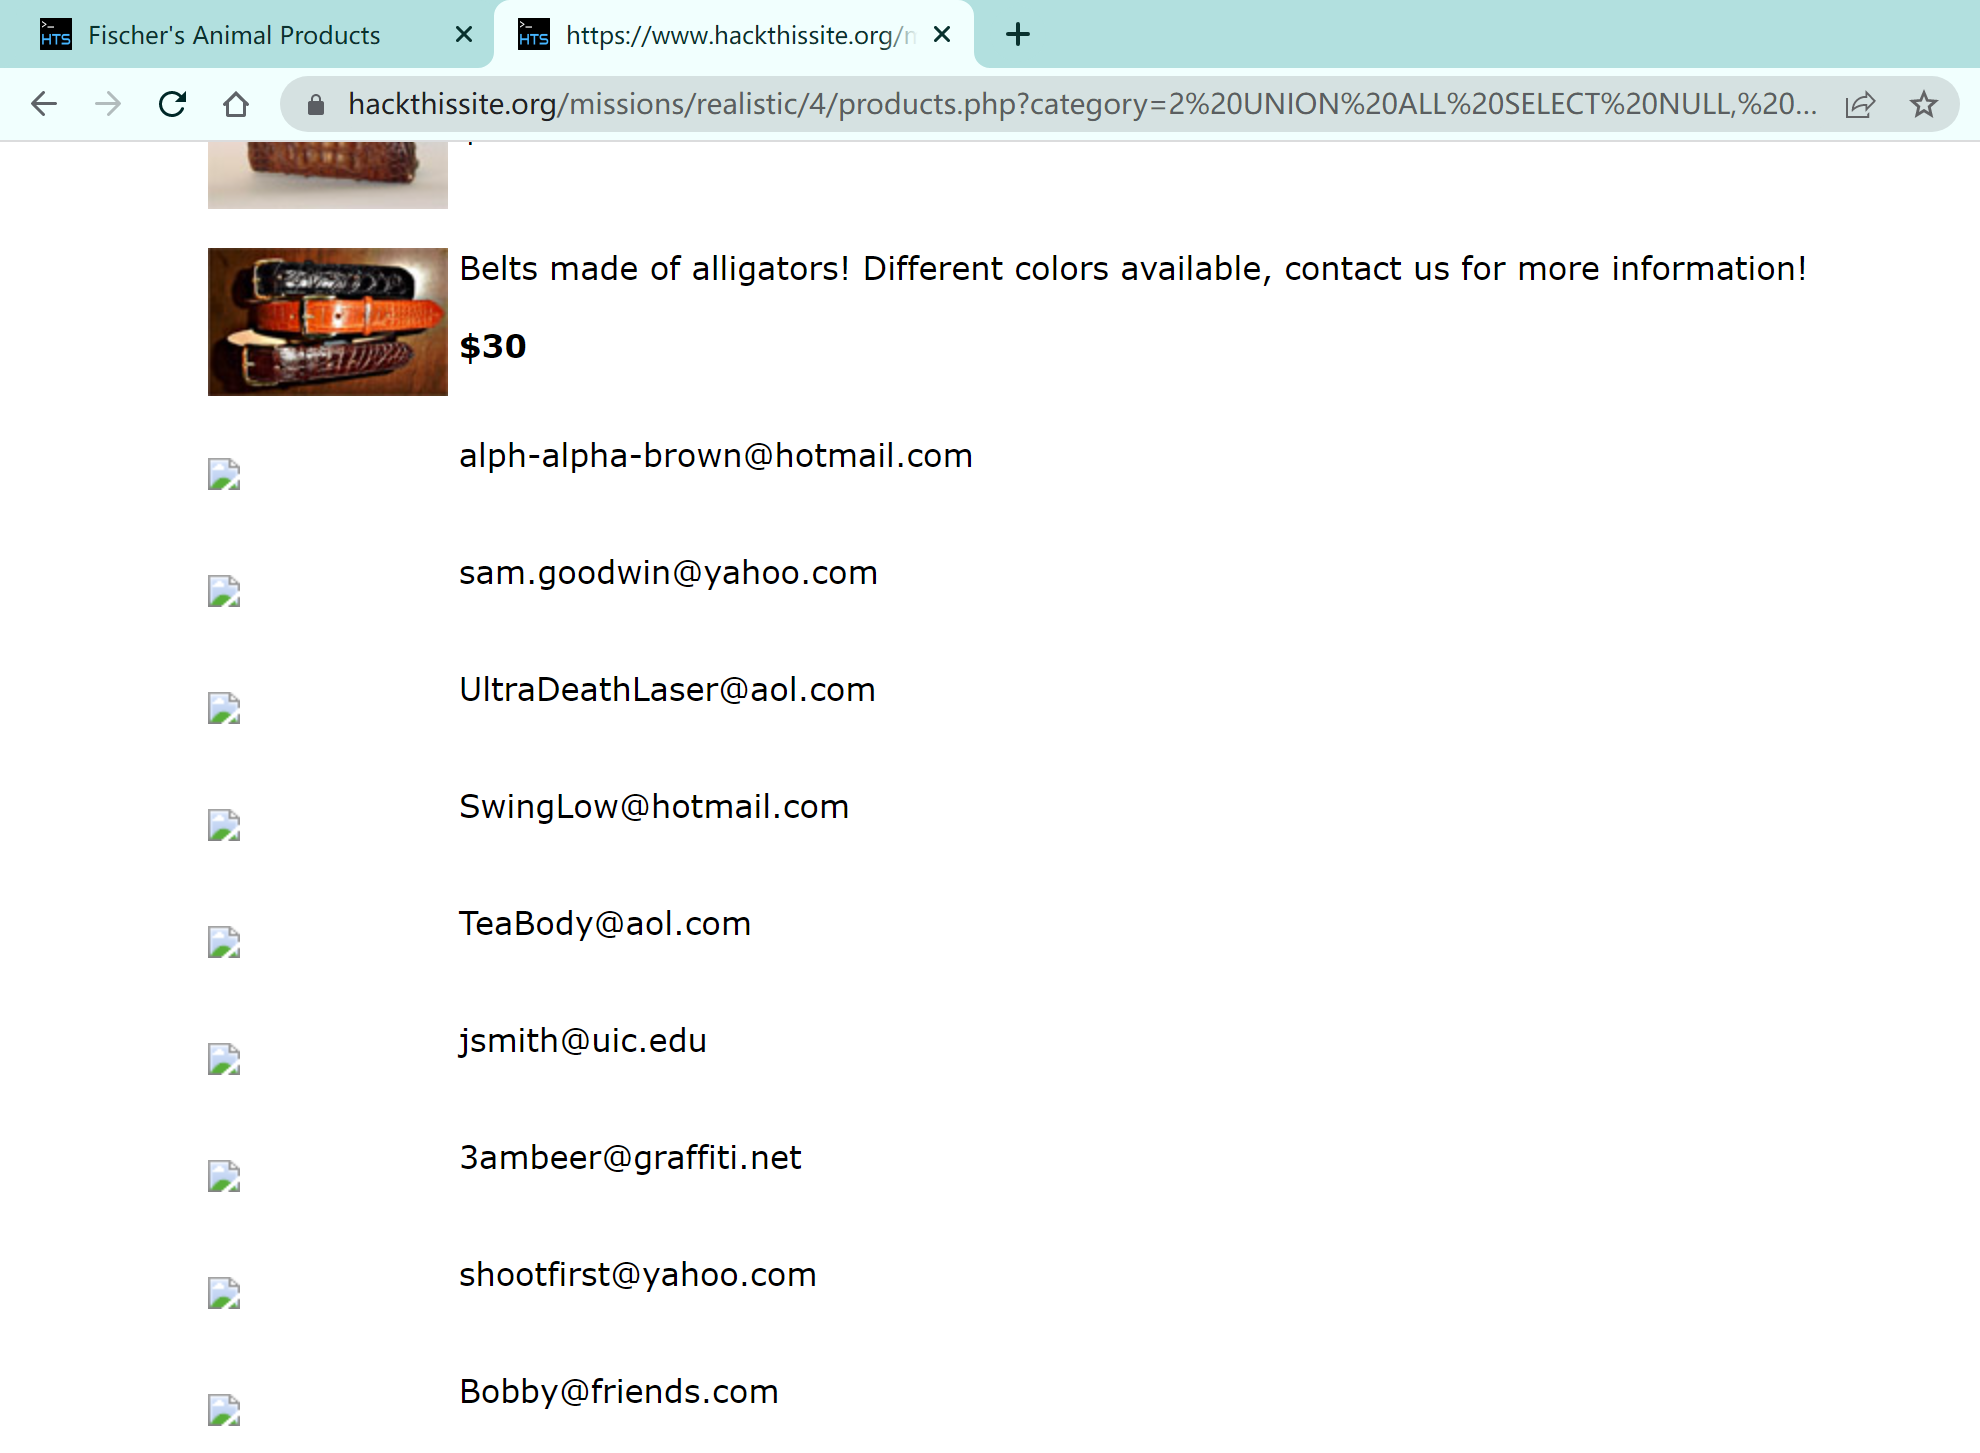 Fischer's Animal Products
https://www.hackthissite.org/n
hackthissite.org/missions/realistic/4/products.php?category=2%20UNION%20ALL%20SELECT%20NULL,%20...
Belts made of alligators! Different colors available, contact us for more information!
$30
alph-alpha-brown@hotmail.com
sam.goodwin@yahoo.com
UltraDeathLaser@aol.com
SwingLow@hotmail.com
TeaBody@aol.com
jsmith@uic.edu
3ambeer@graffiti.net
shootfirst@yahoo.com
Bobby@friends.com